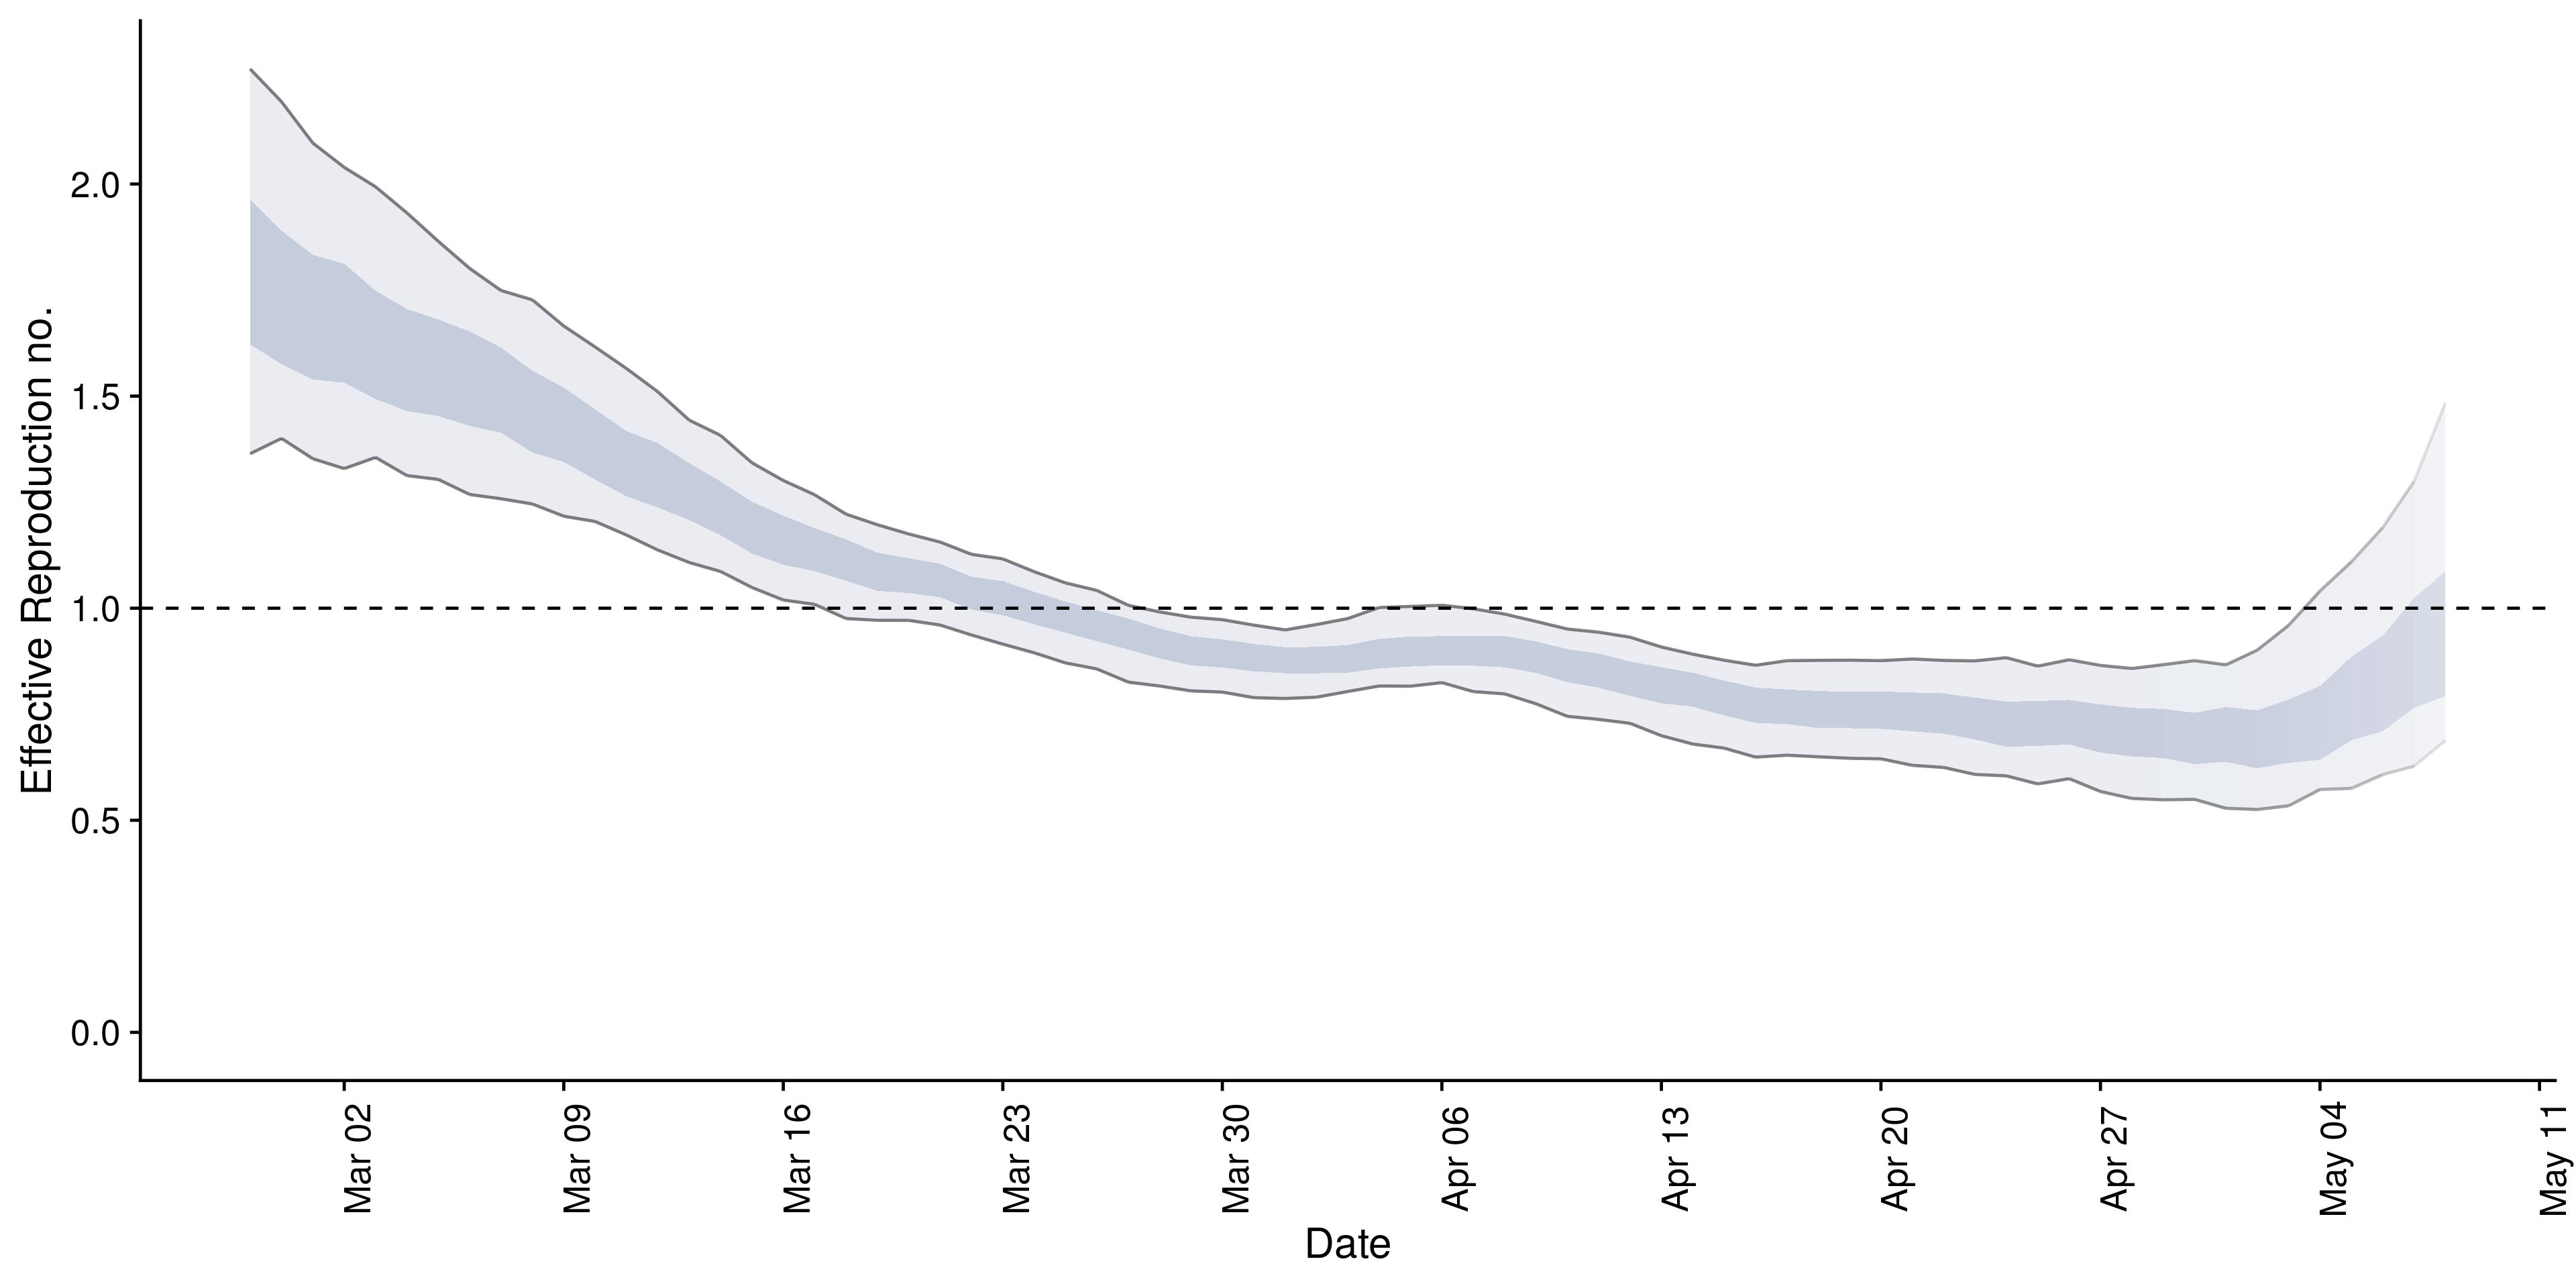 Effective Reproduction no.
2.0
1.5
1.0
0.5
0.0
Mar 02
Mar 09
Mar 16
Mar 23
Mar 30
Apr 06
Apr 13
Apr 20
Apr 27
May 04
May 11
Date